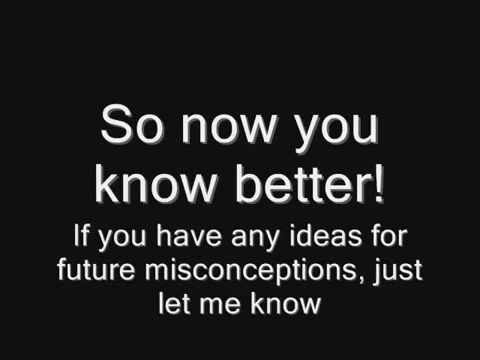 So now you
know better!
If you have any ideas for
future misconceptions, just
let me know